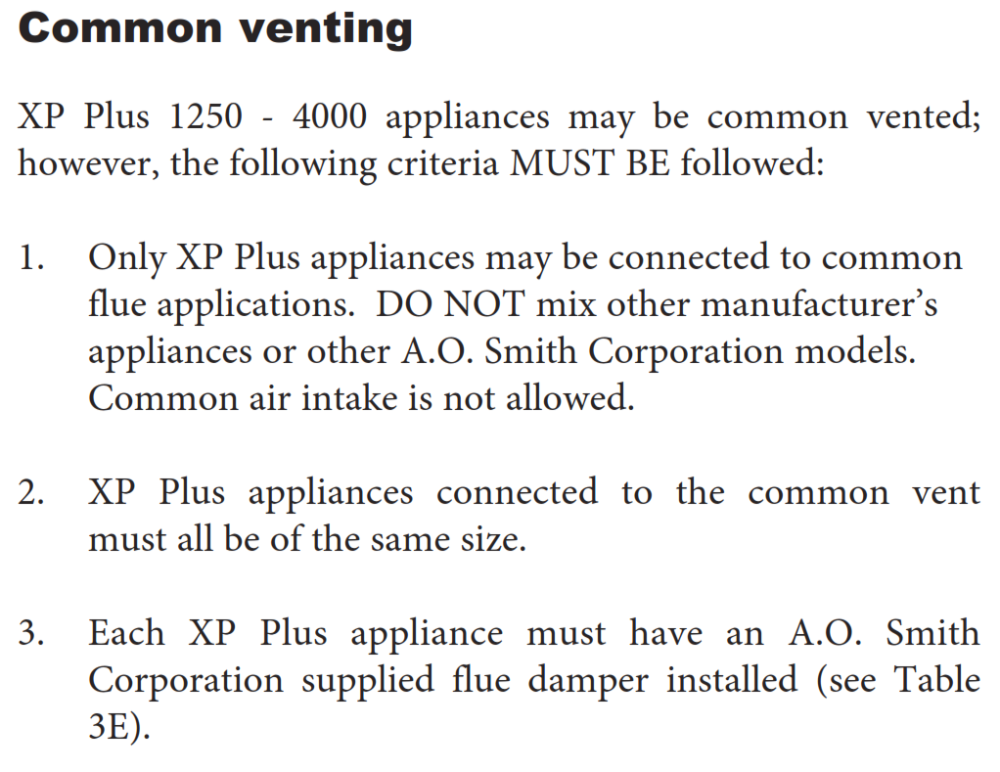 Common venting
XP Plus 1250 - 4000 appliances may be common vented;
however, the following criteria MUST BE followed:
1. Only XP Plus appliances may be connected to common
flue applications.  DO NOT mix other manufacturer’s
appliances or other A.O. Smith Corporation models.
Common air intake is not allowed.
2. XP Plus appliances connected to the common vent
must all be of the same size.
3. Each XP Plus appliance must have an A.O. Smith
Corporation supplied flue damper installed (see Table
3E).